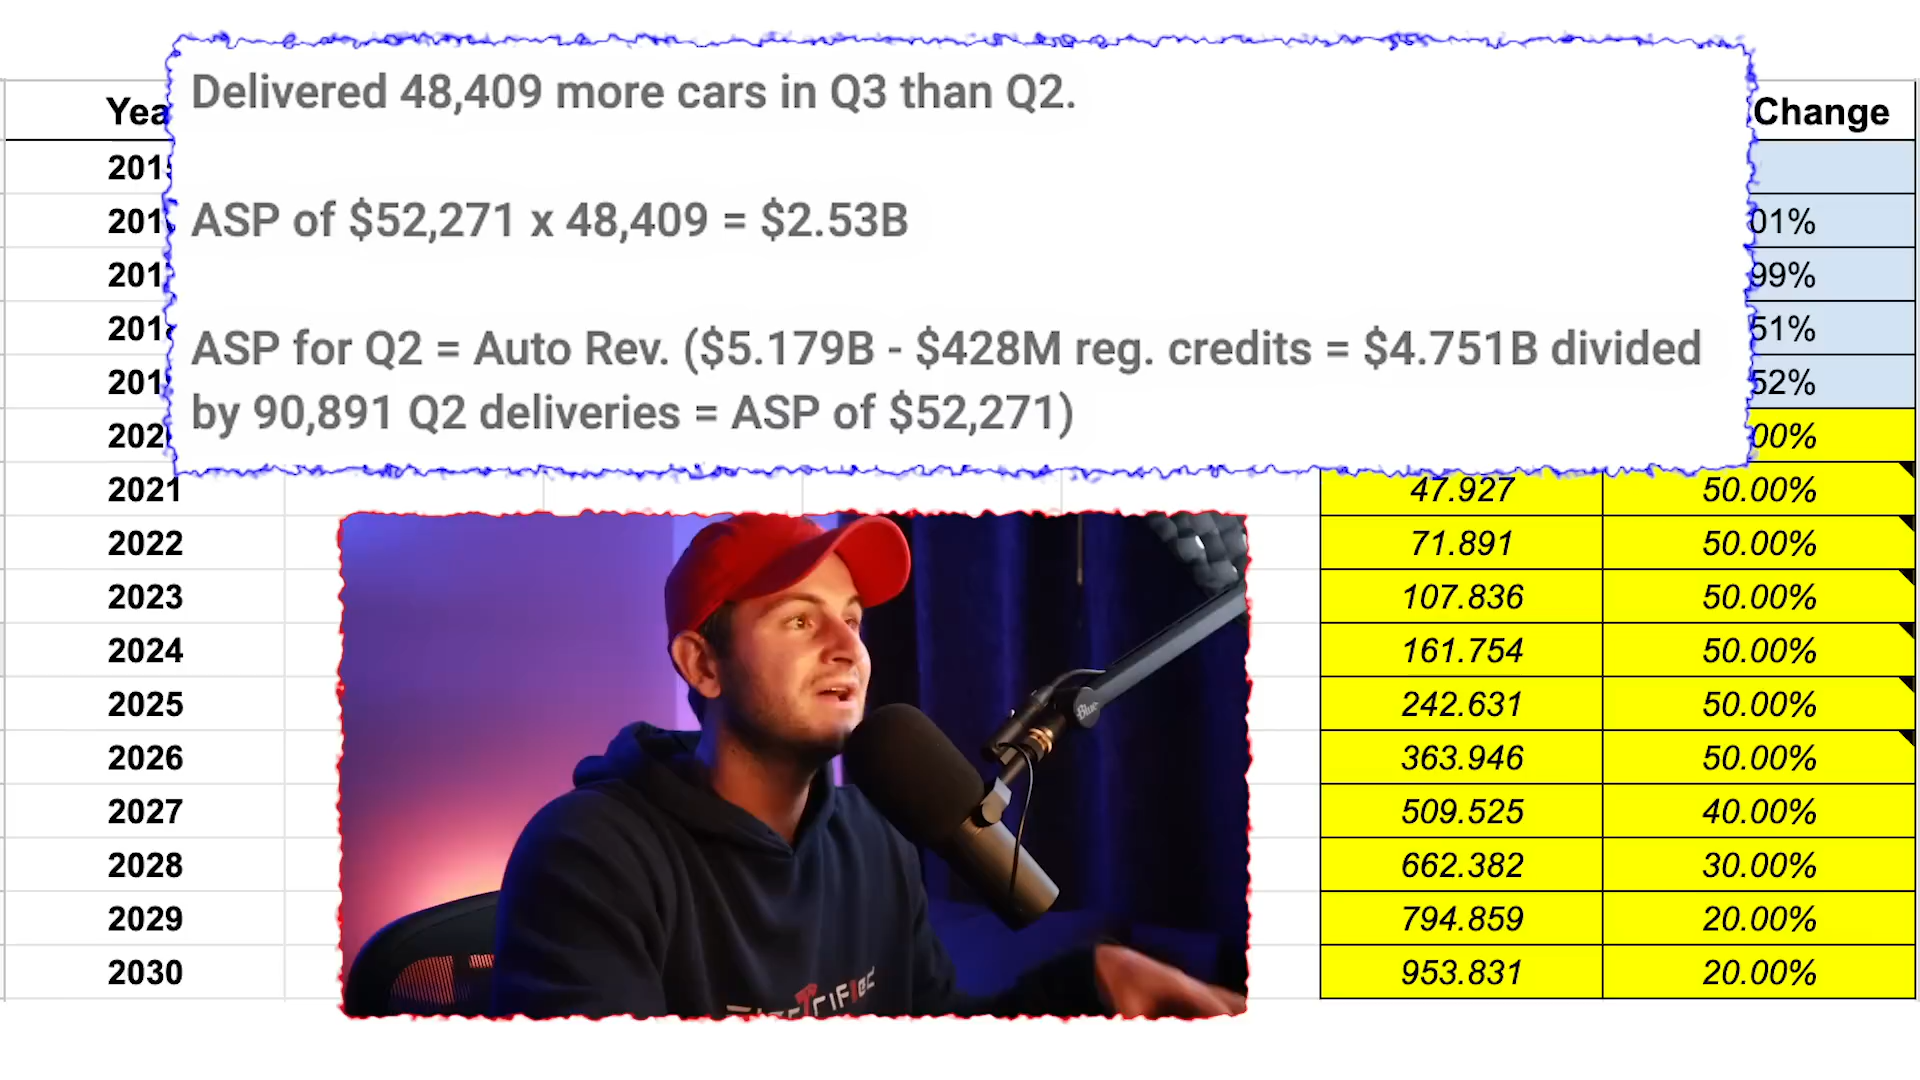 Delivered 48,409 more cars in Q3 than Q2.
ASP of $52,271 x 48,409 = $2.53B
ASP for Q2 = Auto Rev. ($5.179B - $428M reg. credits = $4.751B divided
by 90,891 Q2 deliveries = ASP of $52,271)
Change
01%
99%
51%
52%
00%
2021 47.927 50.00%
2022 71.891 50.00%
2023 107.836 50.00%
2024 161.754 50.00%
2025 242.631 50.00%
2026 363.946 50.00%
2027 509.525 40.00%
2028 662.382 30.00%
2029 794.859 20.00%
2030 953.831 20.00%
Blue